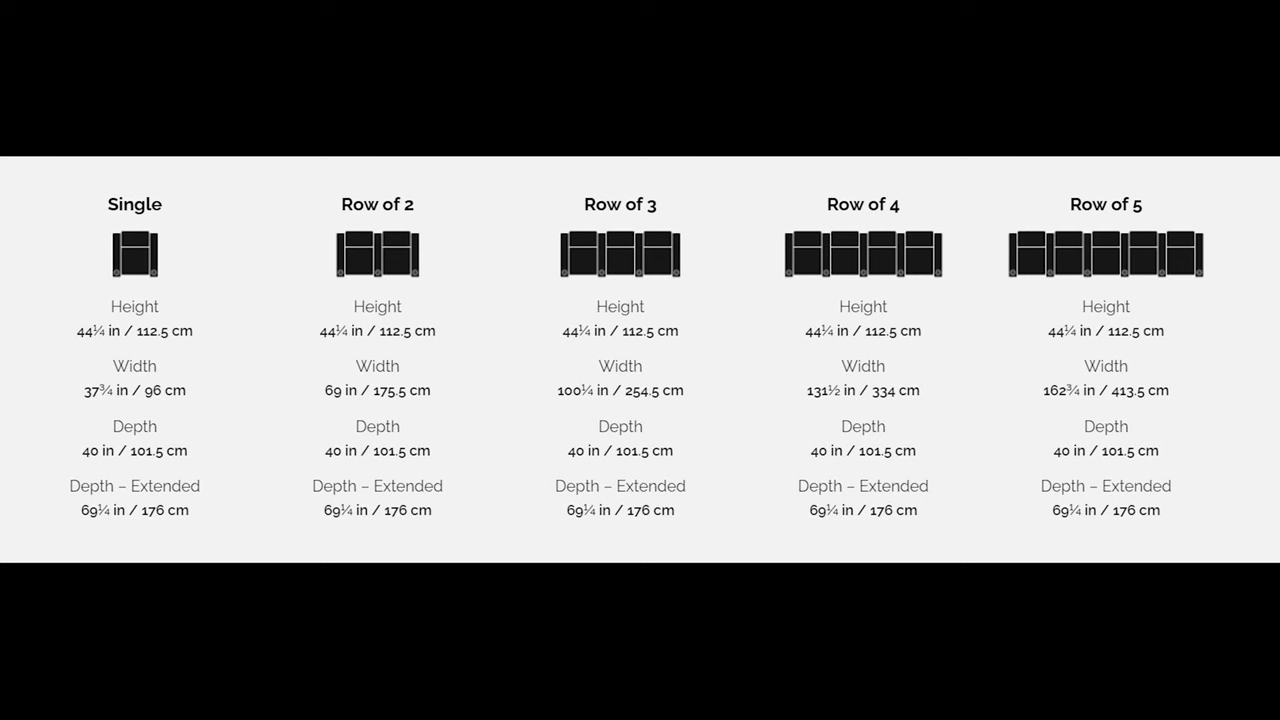 Single
Row of 2
Row of 3
Row of 4
Row of 5
Height
Height
Height
Height
Height
44¼ in / 112.5 cm
44¼ in / 112.5 cm
44¼ in / 112.5 cm
44¼ in / 112.5 cm
44¼ in / 112.5 cm
Width
Width
Width
Width
Width
37¾ in / 96 cm
69 in / 175.5 cm
100¼ in / 254.5 cm
131½ in / 334 cm
162¾ in / 413.5 cm
Depth
Depth
Depth
Depth
Depth
40 in / 101.5 cm
40 in / 101.5 cm
40 in / 101.5 cm
40 in / 101.5 cm
40 in / 101.5 cm
Depth – Extended
Depth – Extended
Depth – Extended
Depth – Extended
Depth – Extended
69¼ in / 176 cm
69¼ in / 176 cm
69¼ in / 176 cm
69¼ in / 176 cm
69¼ in / 176 cm